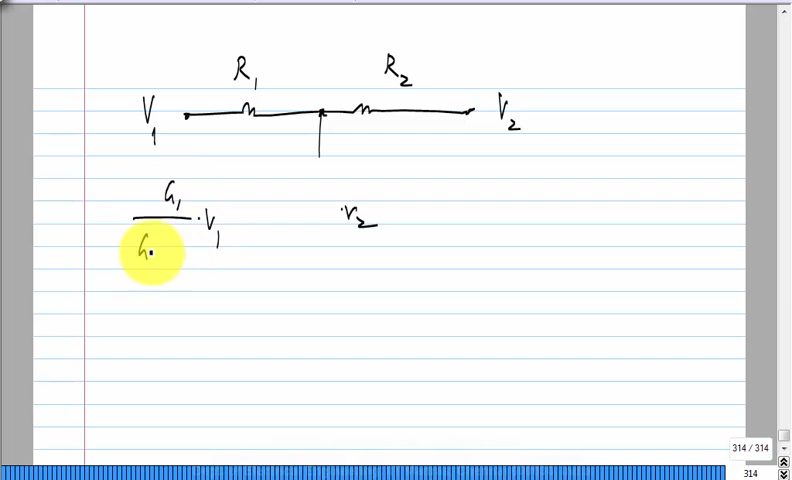 R₁ R₂
V₁ V₂
G₁
· V₁ · V₂
G
314 / 314
314